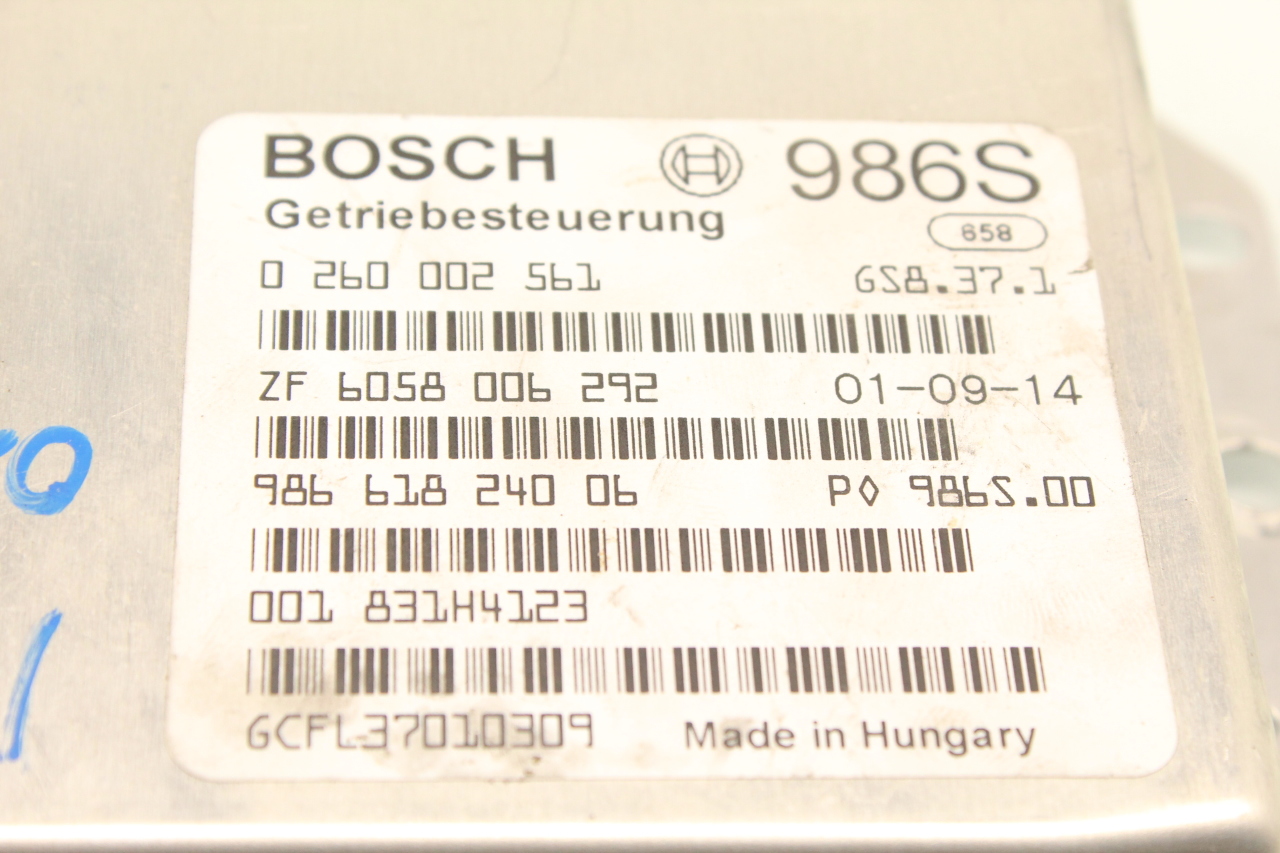 BOSCH 986S
Getriebesteuerung 658
0 260 002 561 GS8.37.1
ZF 6058 006 292 01-09-14
986 618 240 06 P◊ 986S.00
001 831H4123
GCFL37010309 Made in Hungary